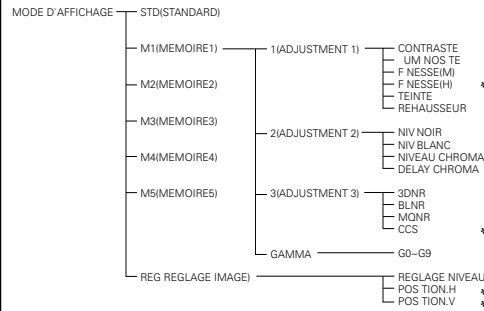 MODE D'AFFICHAGE STD(STANDARD)
M1(MEMOIRE1) 1(ADJUSTMENT 1) CONTRASTE
UM NOS TE
F NESSE(M)
M2(MEMOIRE2) F NESSE(H) *
TEINTE
REHAUSSEUR
M3(MEMOIRE3)
2(ADJUSTMENT 2) NIV NOIR
NIV BLANC
M4(MEMOIRE4) NIVEAU CHROMA
DELAY CHROMA
M5(MEMOIRE5) 3(ADJUSTMENT 3) 3DNR
BLNR
MQNR
CCS *
GAMMA G0~G9
REG REGLAGE IMAGE) REGLAGE NIVEAU
POS TION.H *
POS TION.V *